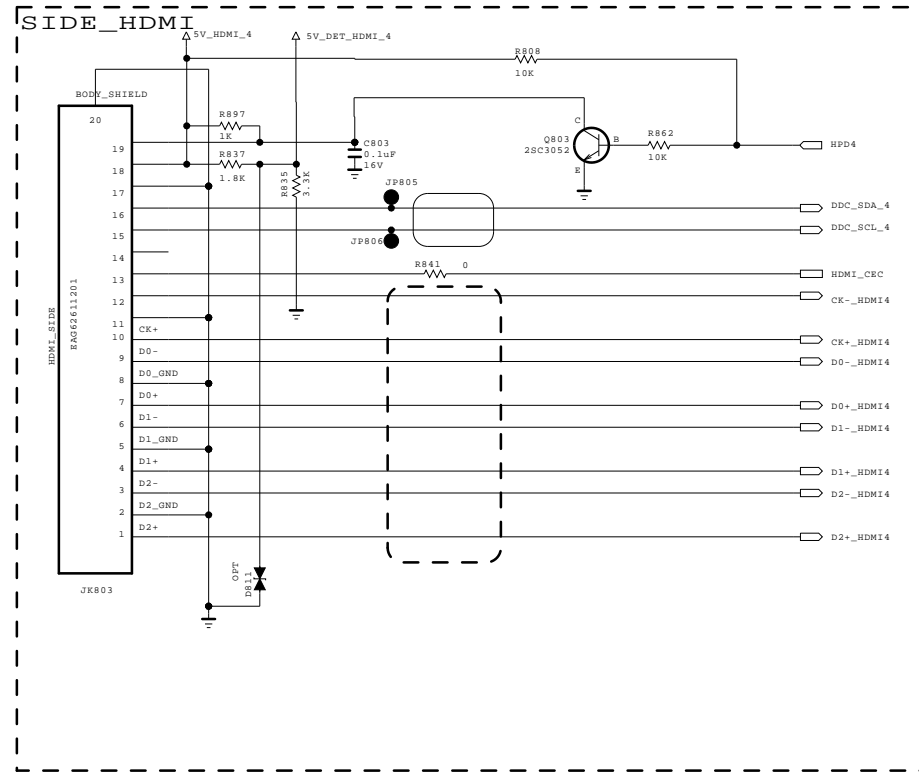 SIDE_HDMI
5V_HDMI_4
5V_DET_HDMI_4
R808
10K
BODY_SHIELD
20
R897
1K
C803
0.1uF
16V
Q803
2SC3052
C
B
E
R862
10K
HPD4
19
R837
1.8K
18
R835
3.3K
17
JP805
16
DDC_SDA_4
15
DDC_SCL_4
JP806
14
R841
0
13
HDMI_CEC
12
CK-_HDMI4
11
CK+
10
CK+_HDMI4
D0-
9
D0-_HDMI4
D0_GND
8
D0+
7
D0+_HDMI4
D1-
6
D1-_HDMI4
D1_GND
5
D1+
4
D1+_HDMI4
D2-
3
D2-_HDMI4
D2_GND
2
D2+
1
D2+_HDMI4
HDMI_SIDE
EAG62611201
OPT
D811
JK803